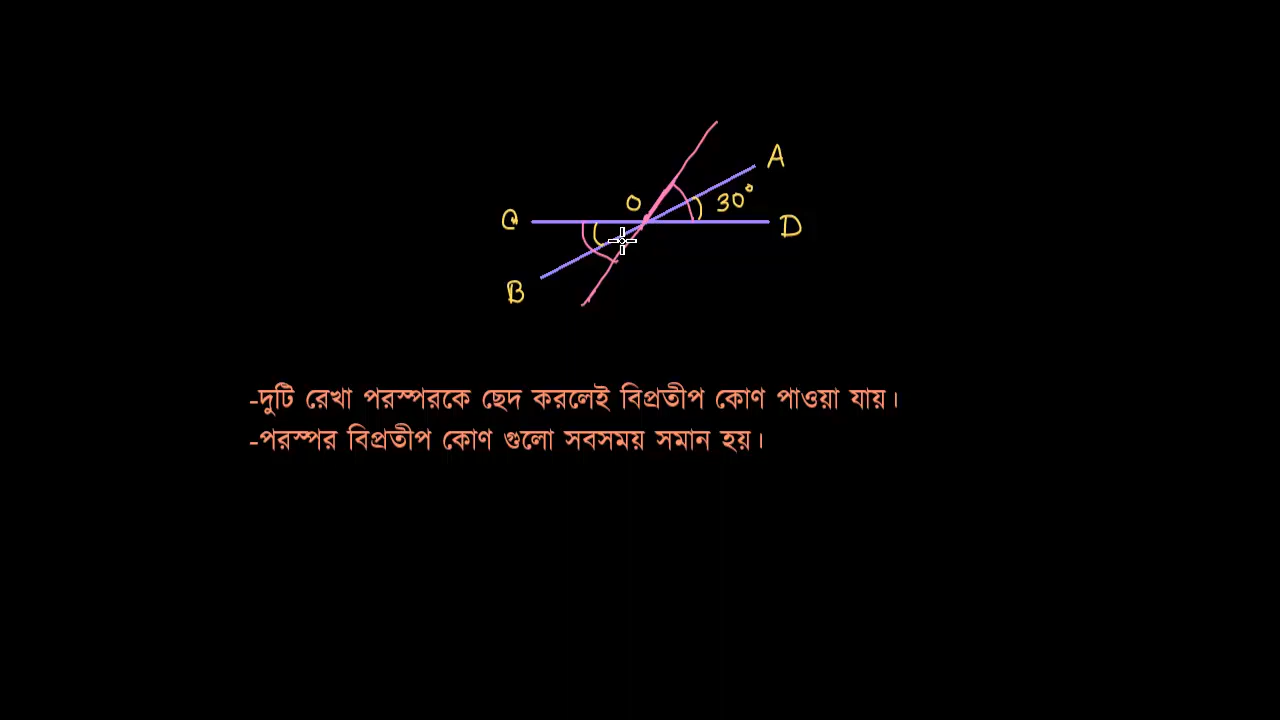 A
O 30°
C D
B
-দুটি রেখা পরস্পরকে ছেদ করলেই বিপ্রতীপ কোণ পাওয়া যায়।
-পরস্পর বিপ্রতীপ কোণ গুলো সবসময় সমান হয়।